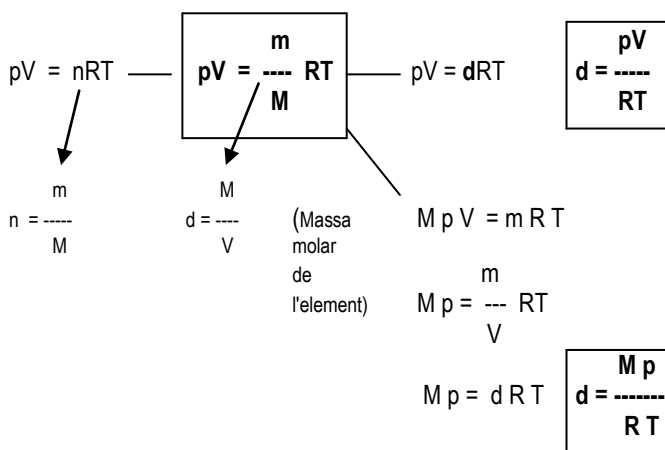 pV = nRT
m
pV = ---- RT
M
pV = dRT
pV
d = -----
RT
m
n = -----
M
M
d = ----
V
(Massa
molar
de
l'element)
M p V = m R T
m
M p = --- RT
V
M p = d R T
M p
d = -------
R T